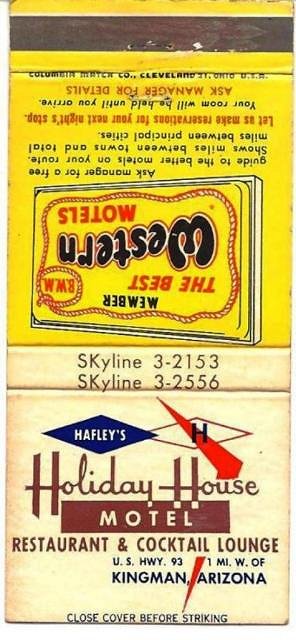 MEMBER
THE BEST
B.W.M.
Western
MOTELS
Ask manager for a free
guide to the better motels on your route.
Shows miles between towns and total
miles between principal cities.
Let us make reservations for your next night's stop.
Your room will be held until you arrive.
ASK MANAGER FOR DETAILS
COLUMBIA MATCH CO., CLEVELAND OHIO U.S.A.
SKyline 3-2153
SKyline 3-2556
HAFLEY'S
H
Holiday House
MOTEL
RESTAURANT & COCKTAIL LOUNGE
U. S. HWY. 93 1 MI. W. OF
KINGMAN, ARIZONA
CLOSE COVER BEFORE STRIKING